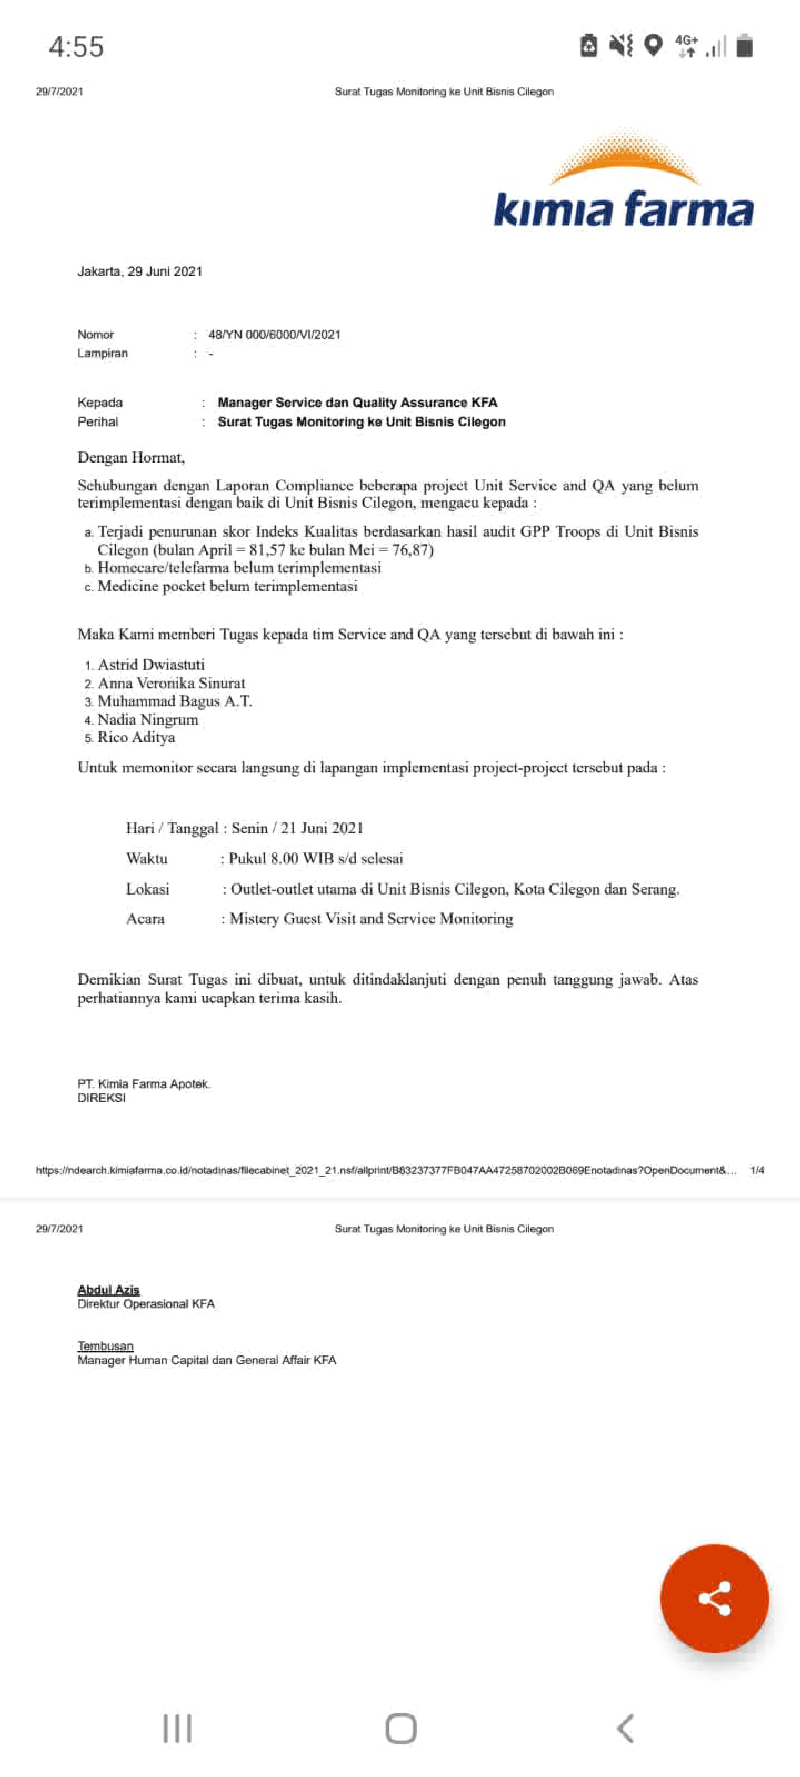 4:55
4G+
29/7/2021 Surat Tugas Monitoring ke Unit Bisnis Cilegon
kimia farma
Jakarta, 29 Juni 2021
Nomor : 48/YN 000/6000/VI/2021
Lampiran : -
Kepada : Manager Service dan Quality Assurance KFA
Perihal : Surat Tugas Monitoring ke Unit Bisnis Cilegon
Dengan Hormat,
Sehubungan dengan Laporan Compliance beberapa project Unit Service and QA yang belum
terimplementasi dengan baik di Unit Bisnis Cilegon, mengacu kepada :
a. Terjadi penurunan skor Indeks Kualitas berdasarkan hasil audit GPP Troops di Unit Bisnis
Cilegon (bulan April = 81,57 ke bulan Mei = 76,87)
b. Homecare/telefarma belum terimplementasi
c. Medicine pocket belum terimplementasi
Maka Kami memberi Tugas kepada tim Service and QA yang tersebut di bawah ini :
1. Astrid Dwiastuti
2. Anna Veronika Sinurat
3. Muhammad Bagus A.T.
4. Nadia Ningrum
5. Rico Aditya
Untuk memonitor secara langsung di lapangan implementasi project-project tersebut pada :
Hari / Tanggal : Senin / 21 Juni 2021
Waktu : Pukul 8.00 WIB s/d selesai
Lokasi : Outlet-outlet utama di Unit Bisnis Cilegon, Kota Cilegon dan Serang.
Acara : Mistery Guest Visit and Service Monitoring
Demikian Surat Tugas ini dibuat, untuk ditindaklanjuti dengan penuh tanggung jawab. Atas
perhatiannya kami ucapkan terima kasih.
PT. Kimia Farma Apotek.
DIREKSI
https://ndearch.kimiafarma.co.id/notadinas/filecabinet_2021_21.nsf/allprint/B83237377FB047AA47258702002B069Enotadinas?OpenDocument&... 1/4
29/7/2021 Surat Tugas Monitoring ke Unit Bisnis Cilegon
Abdul Azis
Direktur Operasional KFA
Tembusan
Manager Human Capital dan General Affair KFA